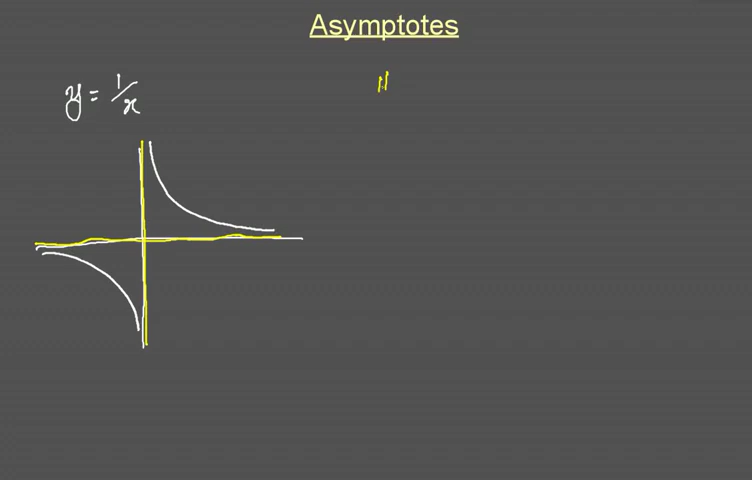 Asymptotes
y = 1/x